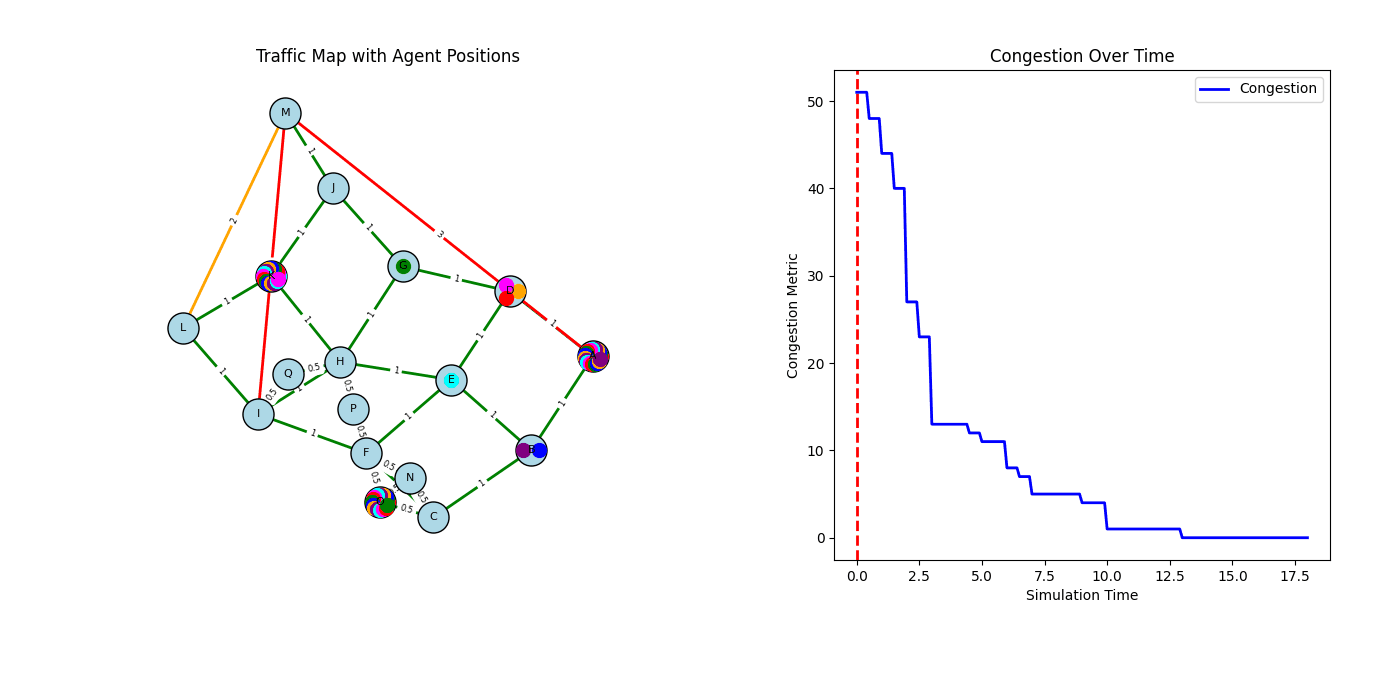 Traffic Map with Agent Positions
M
1
J
2
1
1
3
G
K
1
D
1
1
L
1
1
1
1
H
Q
0.5
1
E
1
0.5
1
0.5
P
I
1
1
1
0.5
F
B
0.5
0.5
N
1
0.5
0.5
C
Congestion Over Time
Congestion
50
40
30
20
10
0
Congestion Metric
0.0 2.5 5.0 7.5 10.0 12.5 15.0 17.5
Simulation Time